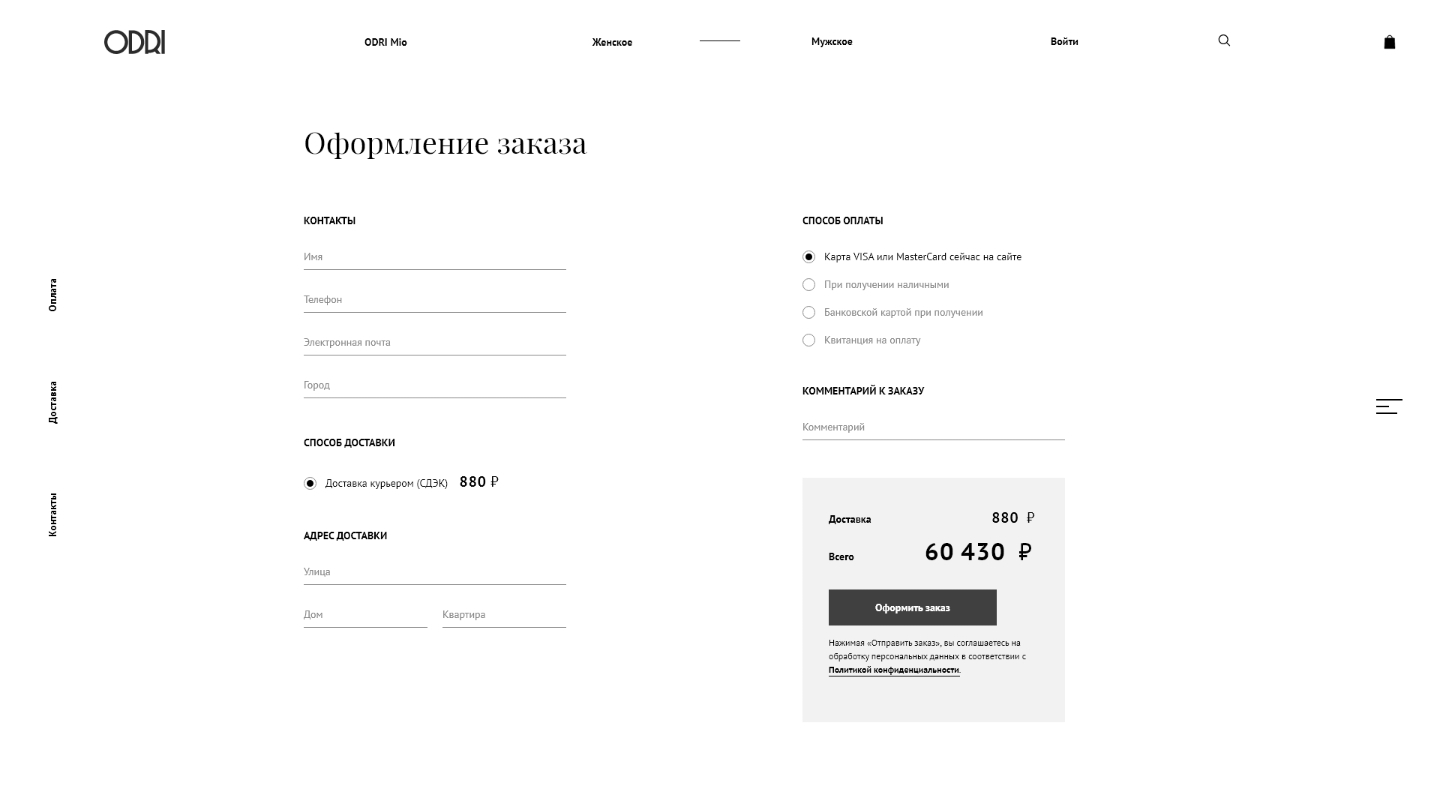 ODRI
ODRI Mio
Женское
Мужское
Войти
Оформление заказа
КОНТАКТЫ
Имя
Телефон
Электронная почта
Город
СПОСОБ ДОСТАВКИ
Доставка курьером (СДЭК) 880 ₽
АДРЕС ДОСТАВКИ
Улица
Дом
Квартира
СПОСОБ ОПЛАТЫ
Карта VISA или MasterCard сейчас на сайте
При получении наличными
Банковской картой при получении
Квитанция на оплату
КОММЕНТАРИЙ К ЗАКАЗУ
Комментарий
Доставка 880 ₽
Всего 60 430 ₽
Оформить заказ
Нажимая «Отправить заказ», вы соглашаетесь на
обработку персональных данных в соответствии с
Политикой конфиденциальности.
Оплата
Доставка
Контакты